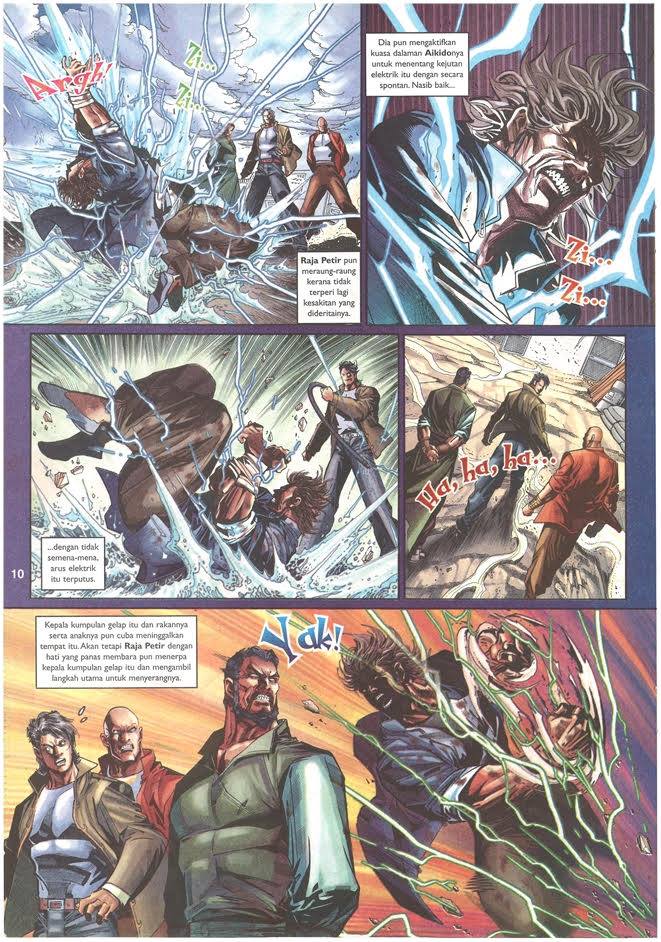 Argh!
Zi...
Zi...
Raja Petir pun
meraung-raung
kerana tidak
terperi lagi
kesakitan yang
dideritainya.
Dia pun mengaktifkan
kuasa dalaman Aikidonya
untuk menentang kejutan
elektrik itu dengan secara
spontan. Nasib baik...
Zi...
Zi...
...dengan tidak
semena-mena,
arus elektrik
itu terputus.
Ha, ha, ha...
10
Kepala kumpulan gelap itu dan rakannya
serta anaknya pun cuba meninggalkan
tempat itu. Akan tetapi Raja Petir dengan
hati yang panas membara pun menerpa
kepala kumpulan gelap itu dan mengambil
langkah utama untuk menyerangnya.
Yak!